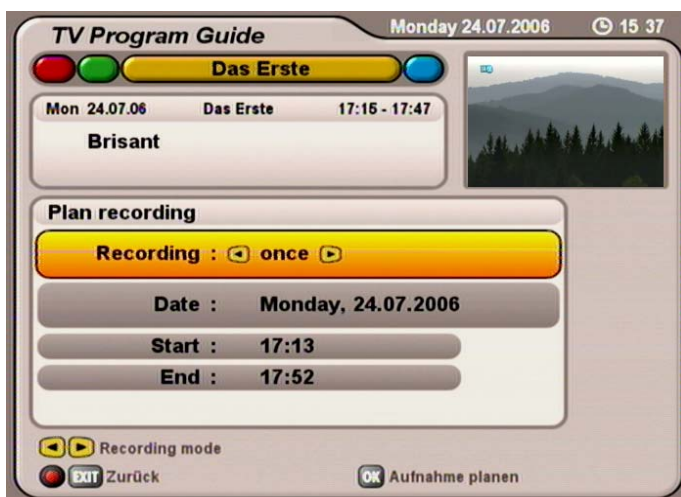 TV Program Guide
Monday 24.07.2006 15 37
Das Erste
Mon 24.07.06 Das Erste 17:15 - 17:47
Brisant
Plan recording
Recording : once
Date : Monday, 24.07.2006
Start : 17:13
End : 17:52
Recording mode
EXIT Zurück OK Aufnahme planen